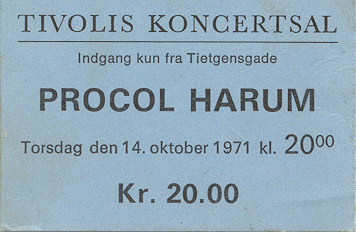 TIVOLIS KONCERTSAL
Indgang kun fra Tietgensgade
PROCOL HARUM
Torsdag den 14. oktober 1971 kl. 20⁰⁰
Kr. 20.00